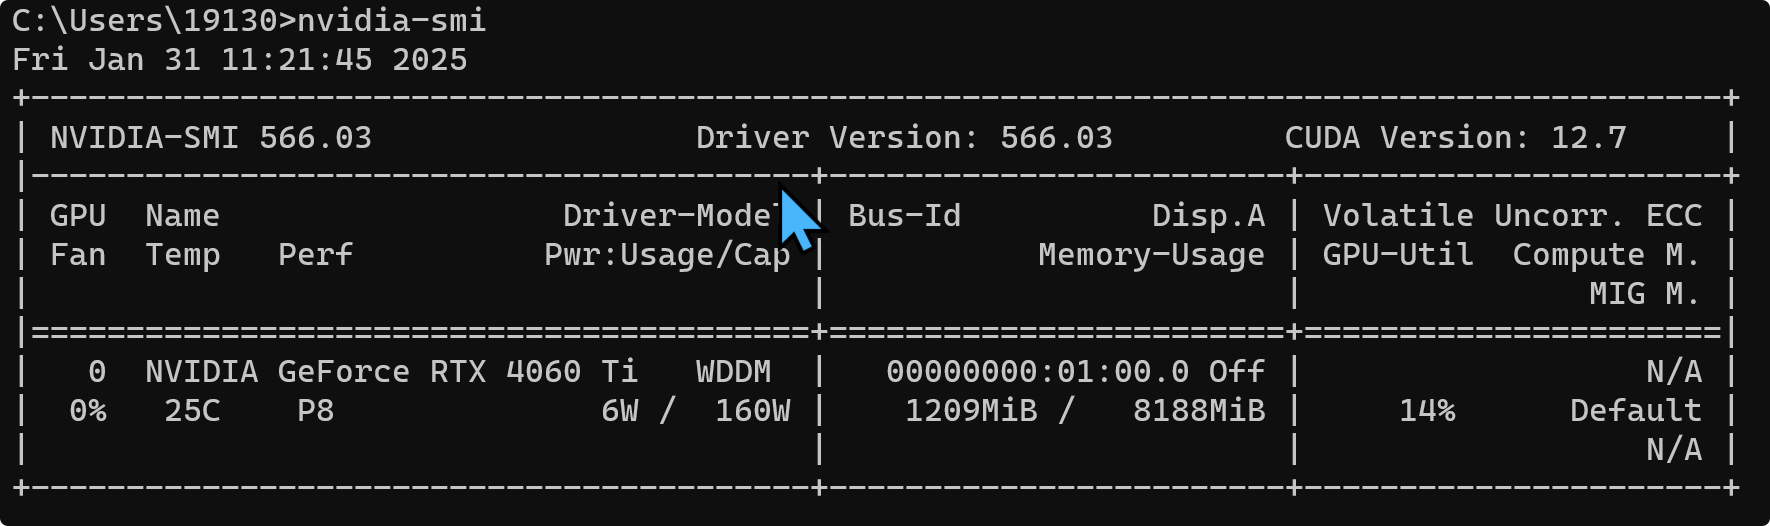 C:\Users\19130>nvidia-smi
Fri Jan 31 11:21:45 2025
+-----------------------------------------------------------------------------------------+
| NVIDIA-SMI 566.03                 Driver Version: 566.03         CUDA Version: 12.7     |
|-----------------------------------------+------------------------+----------------------+
| GPU  Name                  Driver-Model | Bus-Id          Disp.A | Volatile Uncorr. ECC |
| Fan  Temp   Perf          Pwr:Usage/Cap |           Memory-Usage | GPU-Util  Compute M. |
|                                         |                        |               MIG M. |
|=========================================+========================+======================|
|   0  NVIDIA GeForce RTX 4060 Ti   WDDM  |   00000000:01:00.0 Off |                  N/A |
|  0%   25C    P8              6W /  160W |    1209MiB /   8188MiB |     14%      Default |
|                                         |                        |                  N/A |
+-----------------------------------------+------------------------+----------------------+